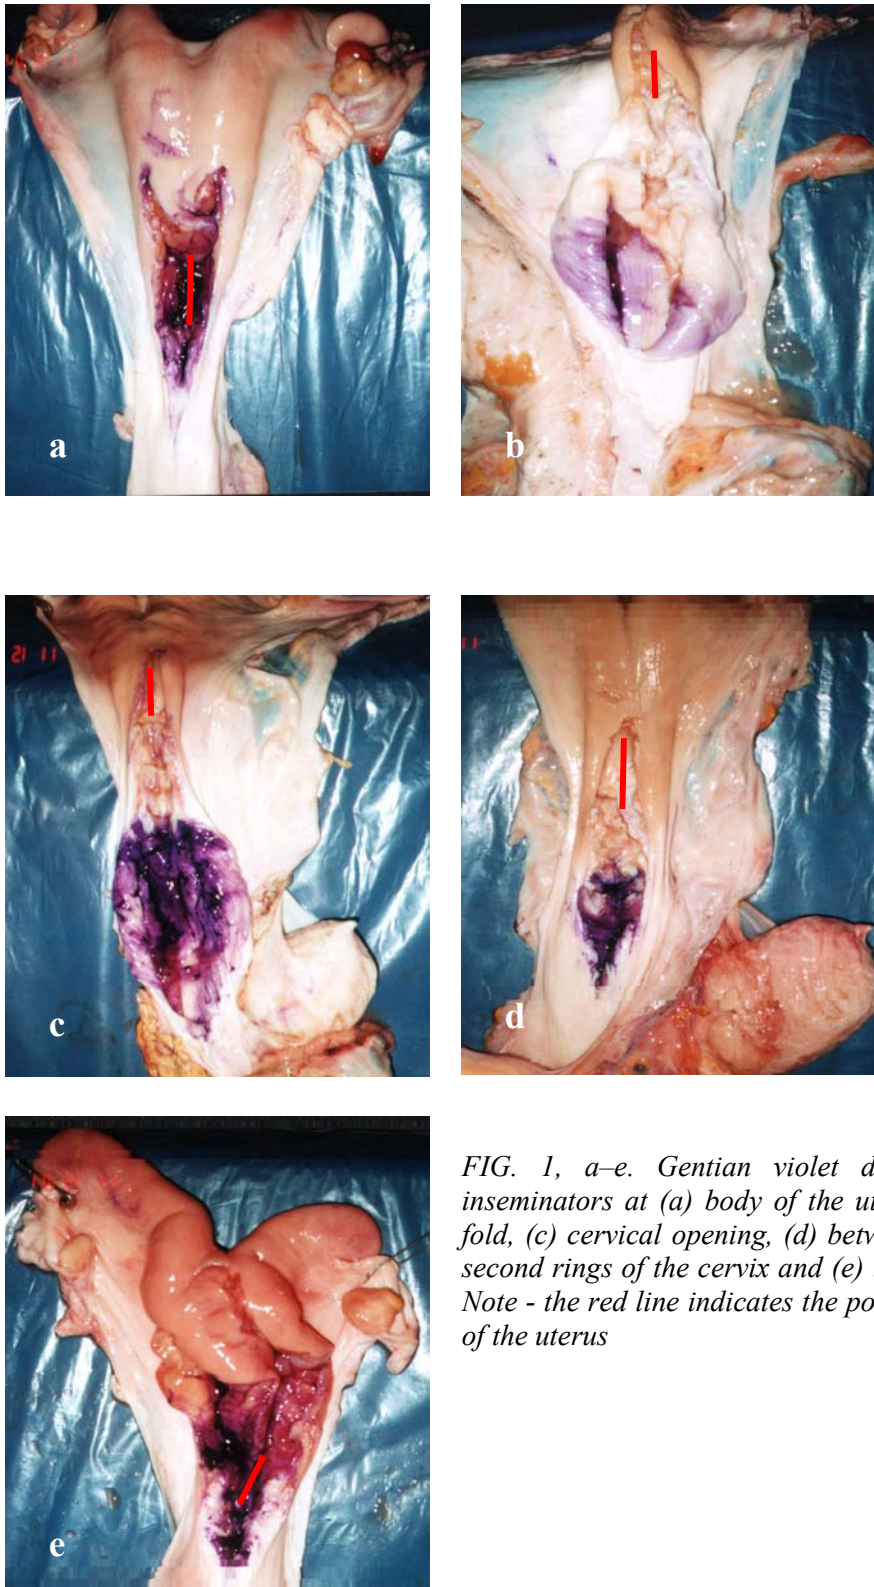 a
b
c
d
e
FIG. 1, a–e. Gentian violet d
inseminators at (a) body of the ut
fold, (c) cervical opening, (d) betw
second rings of the cervix and (e)
Note - the red line indicates the po
of the uterus